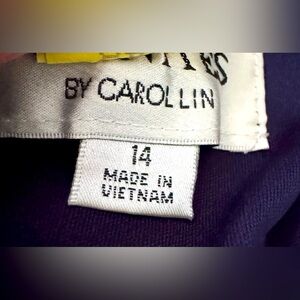 BY CAROL LIN
14
MADE IN
VIETNAM